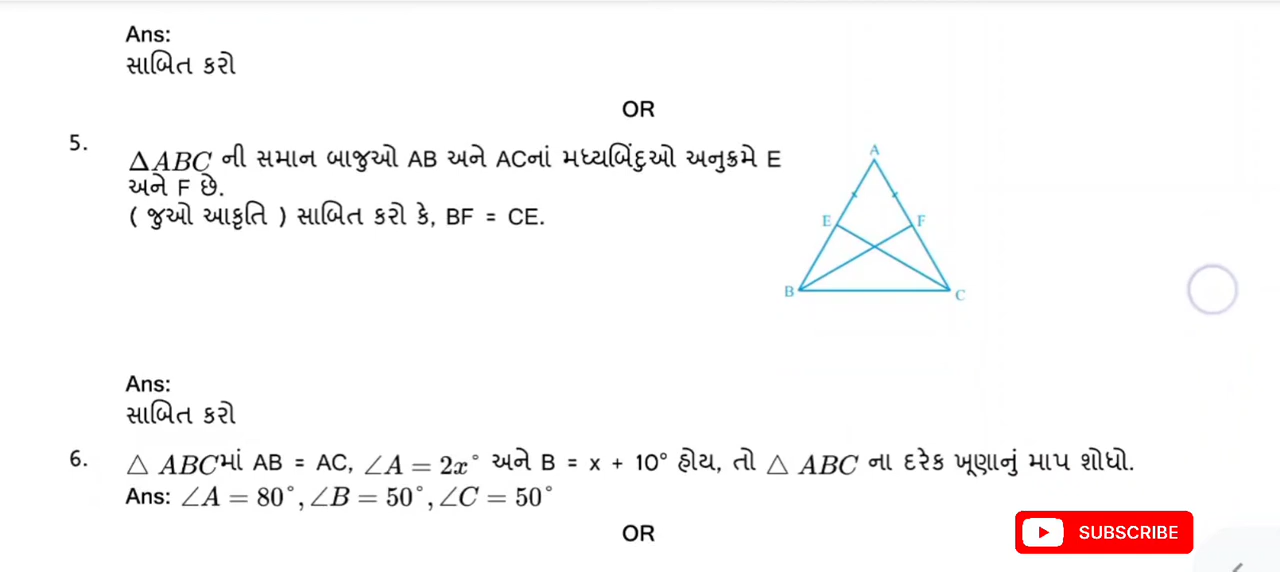 Ans:
સાબિત કરો
OR
5.
ΔABC ની સમાન બાજુઓ AB અને ACનાં મધ્યબિંદુઓ અનુક્રમે E
અને F છે.
( જુઓ આકૃતિ ) સાબિત કરો કે, BF = CE.
A
E F
B C
Ans:
સાબિત કરો
6. △ ABCમાં AB = AC, ∠A = 2x° અને B = x + 10° હોય, તો △ ABC ના દરેક ખૂણાનું માપ શોધો.
Ans: ∠A = 80°, ∠B = 50°, ∠C = 50°
OR
SUBSCRIBE